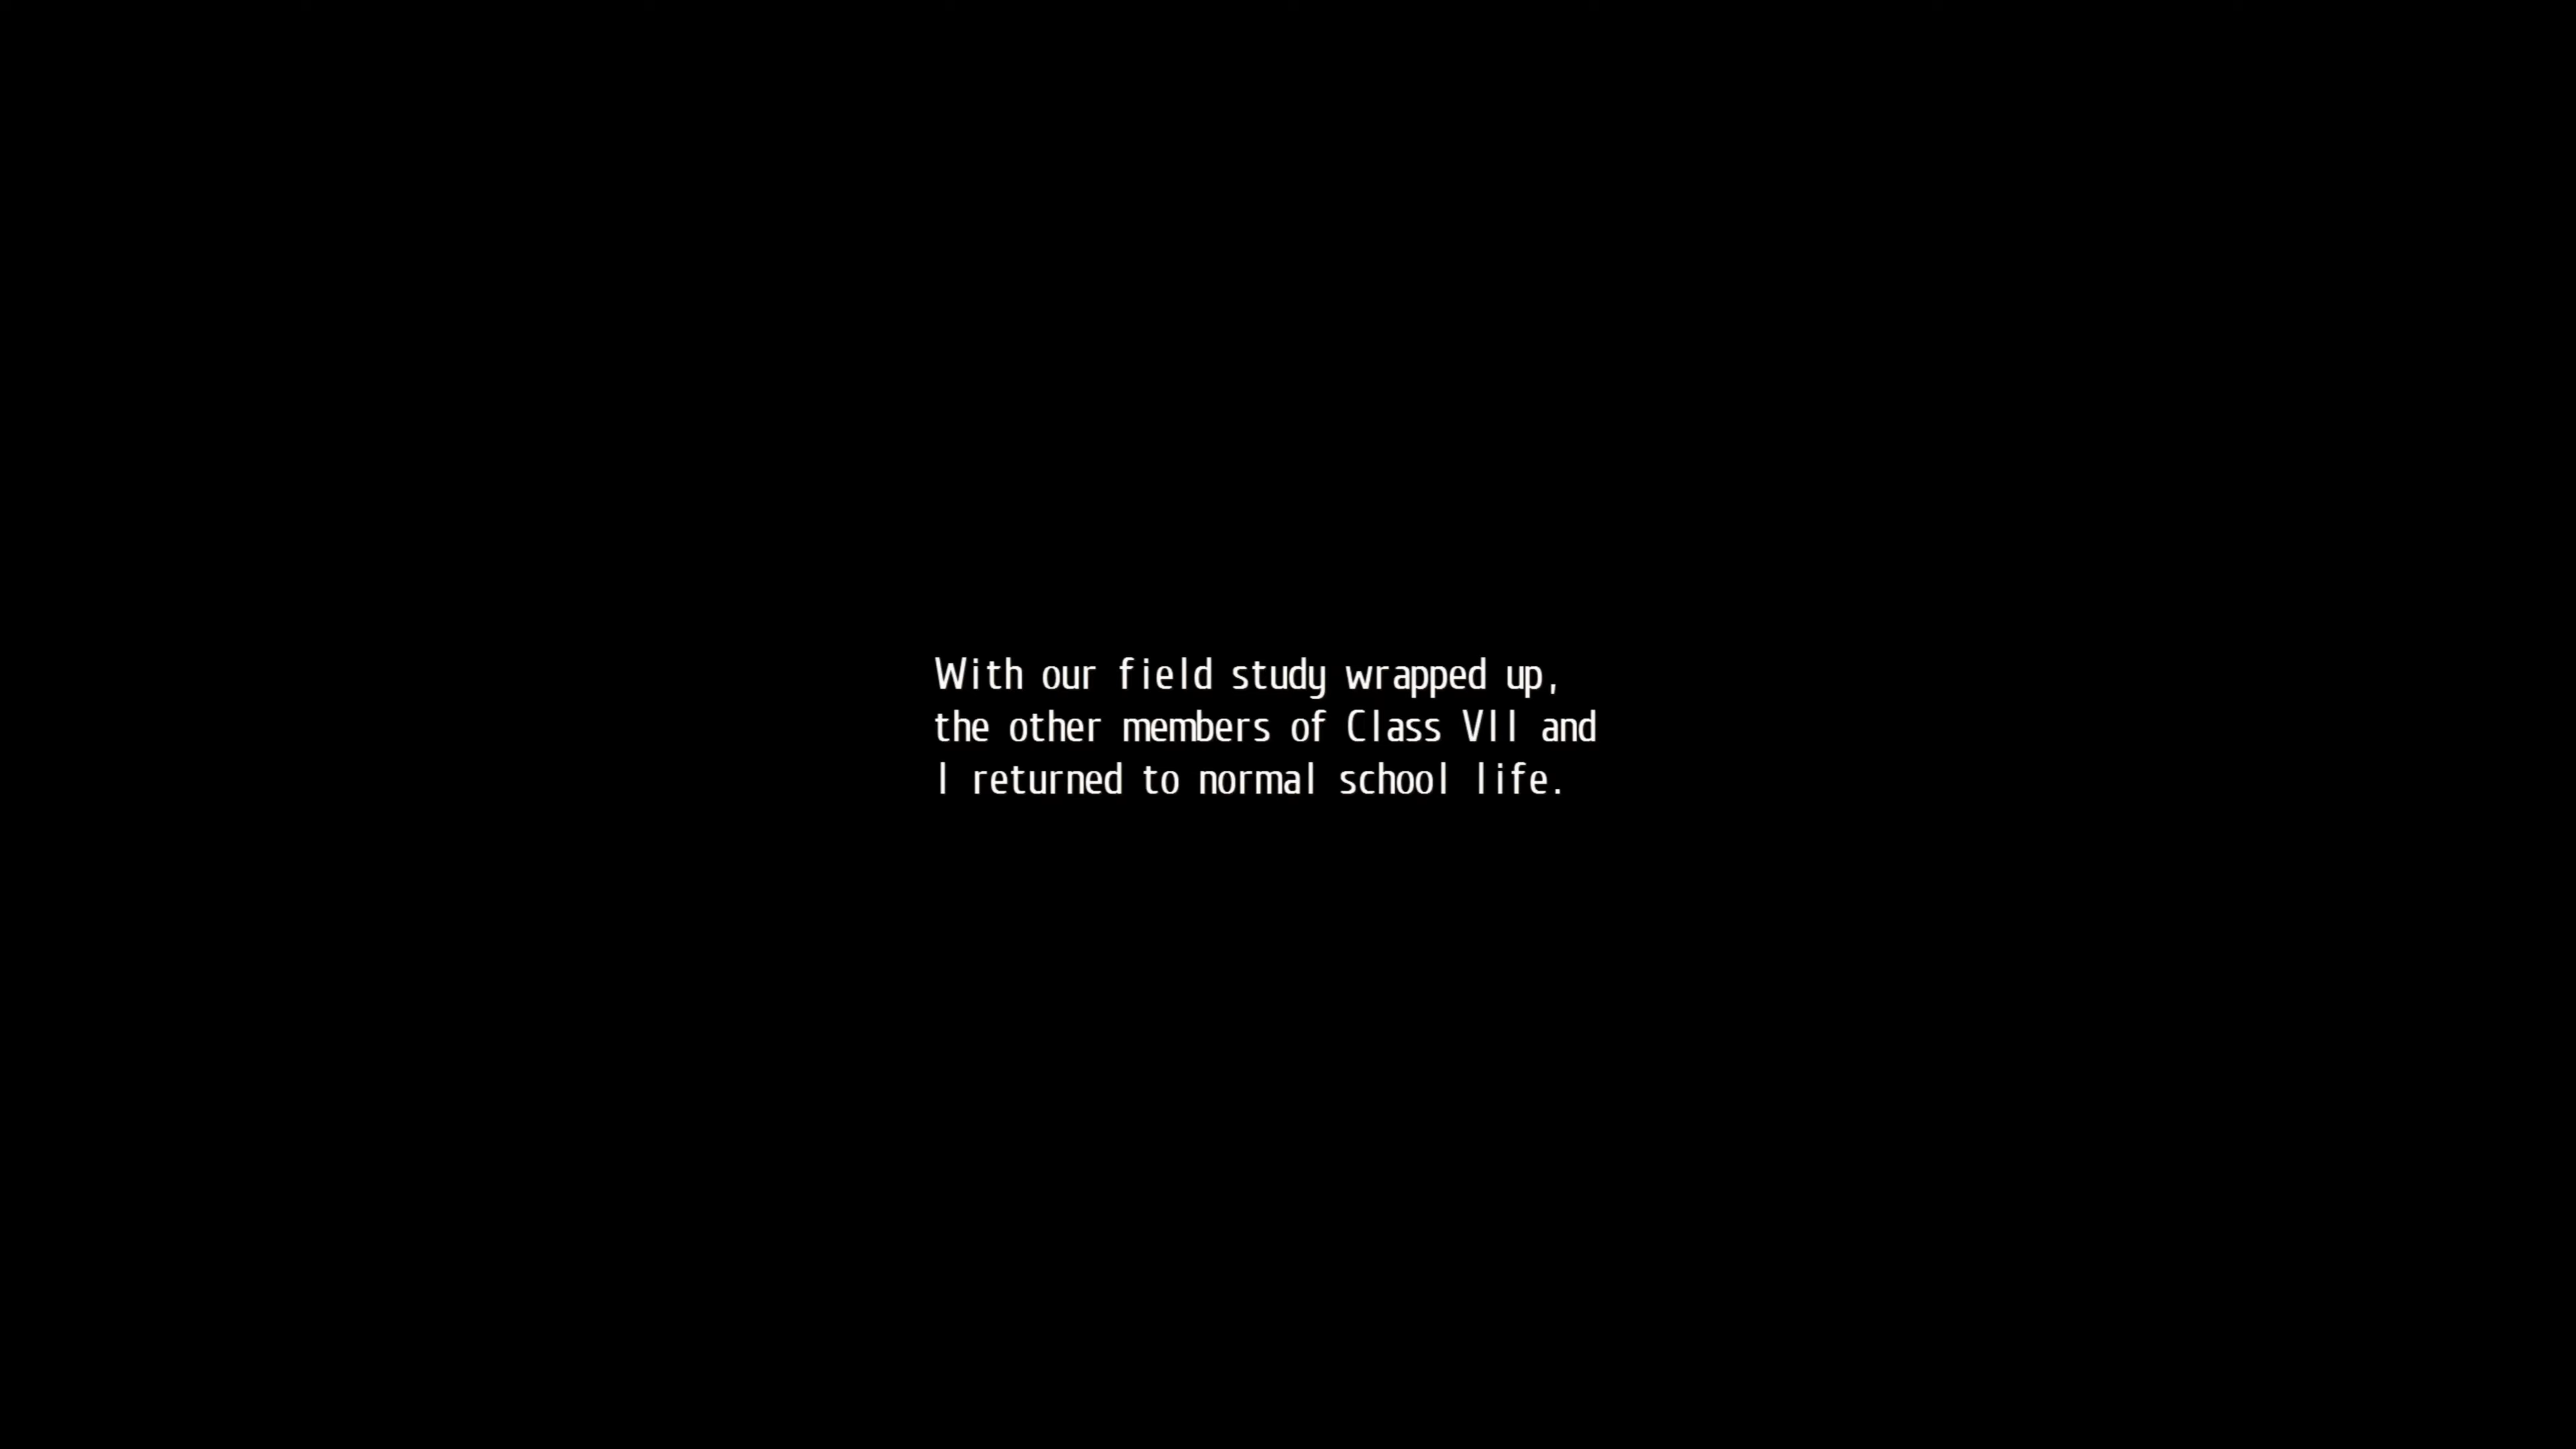 With our field study wrapped up,
the other members of Class VII and
I returned to normal school life.